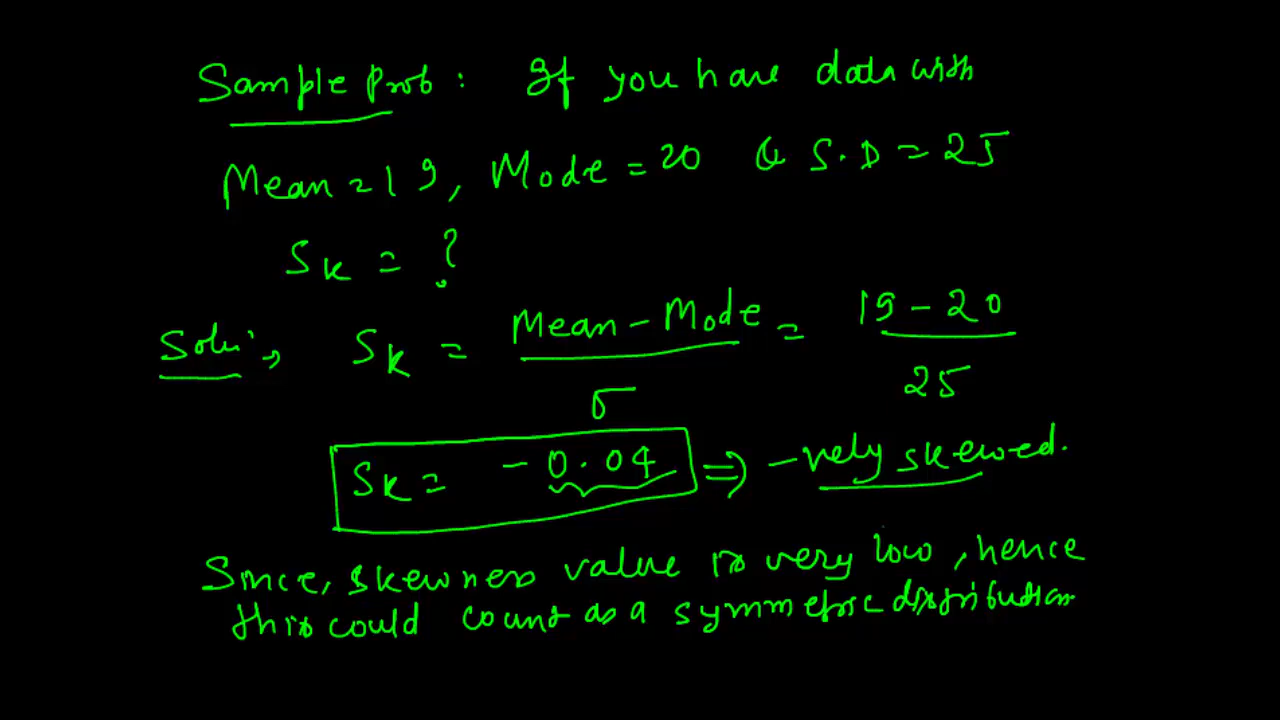 Sample Prob : If you have data with
Mean = 19, Mode = 20 & S.D = 25
Sk = ?
Soln: → Sk = Mean - Mode / σ = 19 - 20 / 25
Sk = - 0.04 ⇒ -vely skewed.
Since, skewness value is very low, hence
this could count as a symmetric distribution